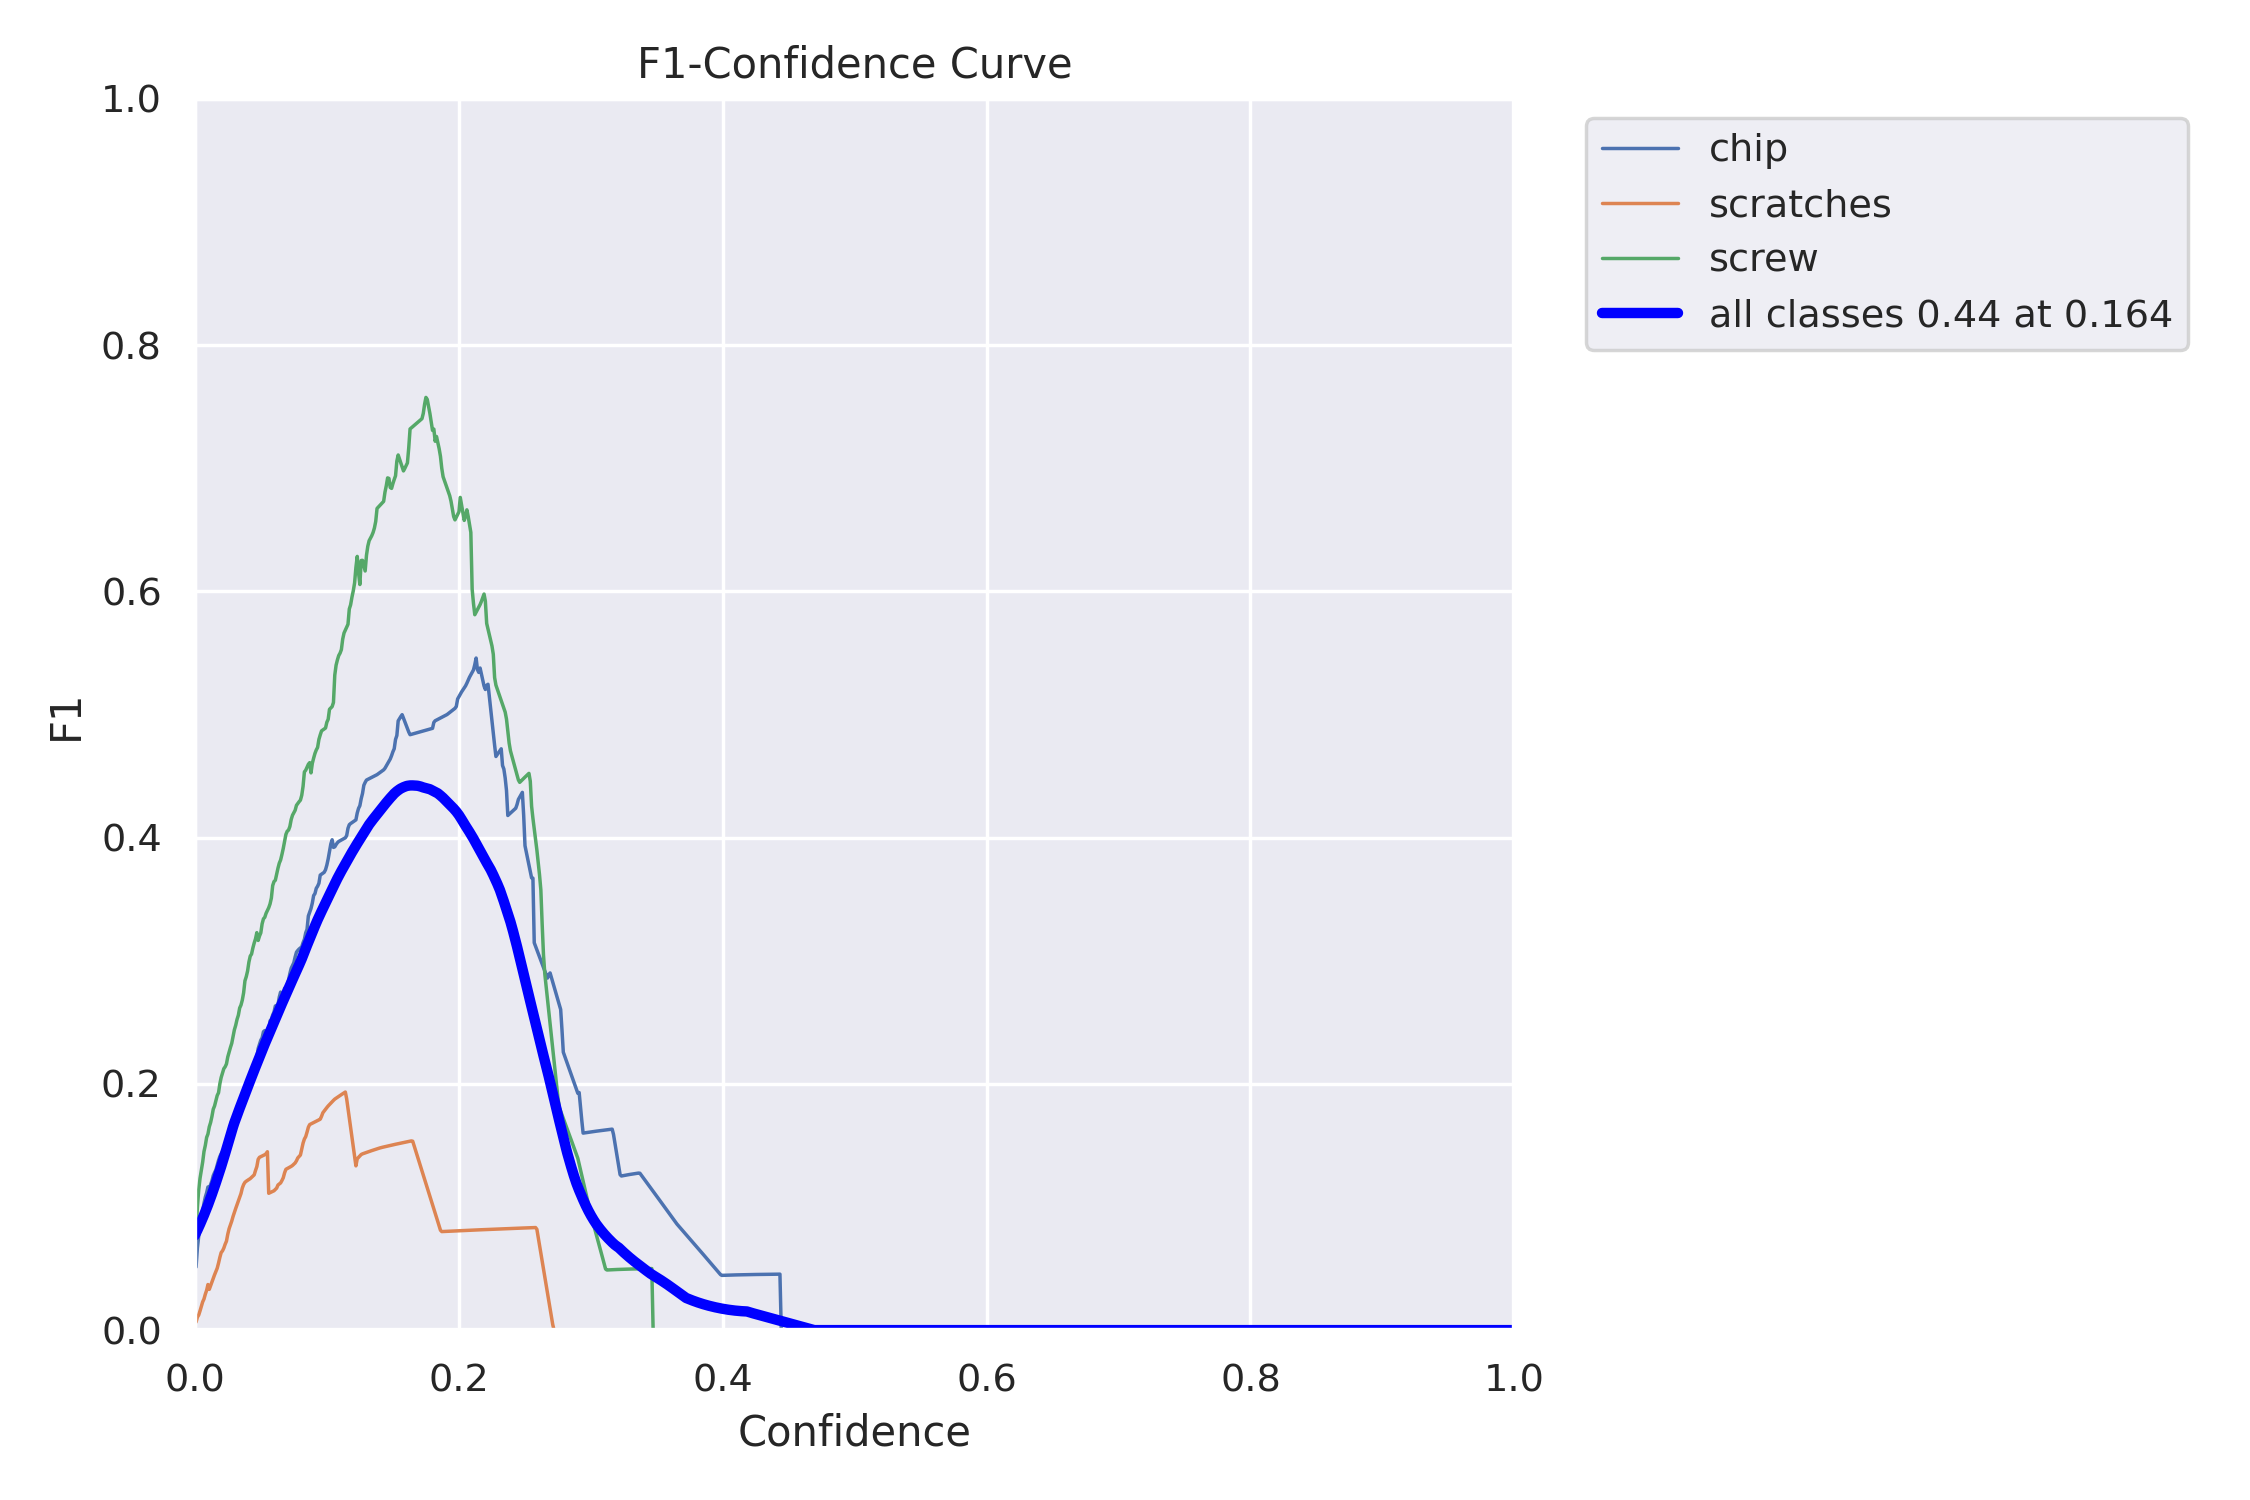 F1-Confidence Curve
1.0
0.8
0.6
0.4
0.2
0.0
F1
0.0 0.2 0.4 0.6 0.8 1.0
Confidence
chip
scratches
screw
all classes 0.44 at 0.164